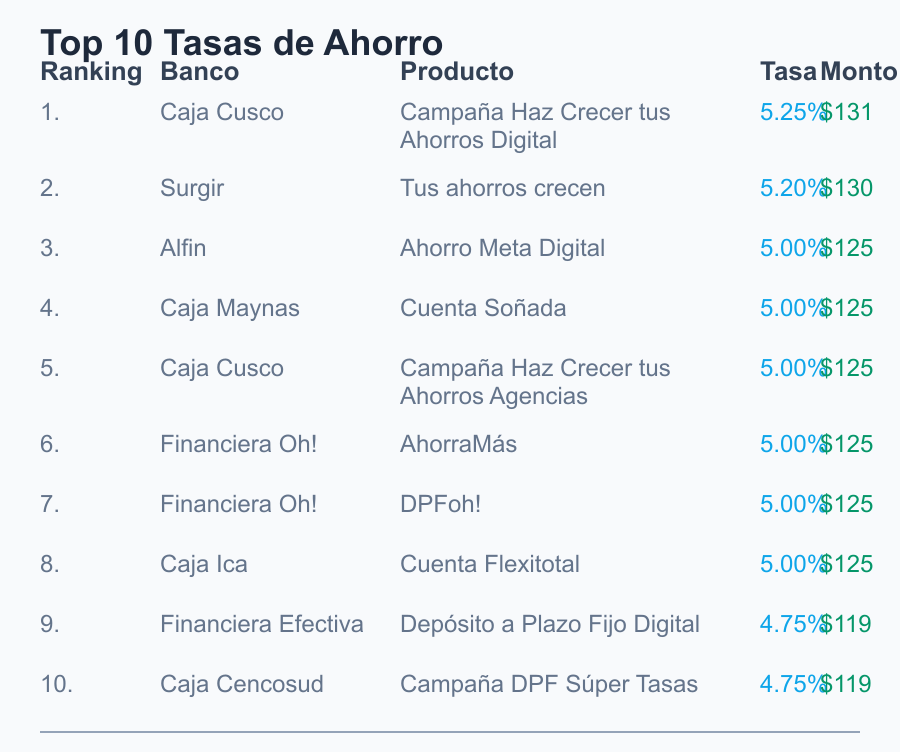 Top 10 Tasas de Ahorro
Ranking Banco Producto Tasa Monto
1. Caja Cusco Campaña Haz Crecer tus 5.25% $131
Ahorros Digital
2. Surgir Tus ahorros crecen 5.20% $130
3. Alfin Ahorro Meta Digital 5.00% $125
4. Caja Maynas Cuenta Soñada 5.00% $125
5. Caja Cusco Campaña Haz Crecer tus 5.00% $125
Ahorros Agencias
6. Financiera Oh! AhorraMás 5.00% $125
7. Financiera Oh! DPFoh! 5.00% $125
8. Caja Ica Cuenta Flexitotal 5.00% $125
9. Financiera Efectiva Depósito a Plazo Fijo Digital 4.75% $119
10. Caja Cencosud Campaña DPF Súper Tasas 4.75% $119